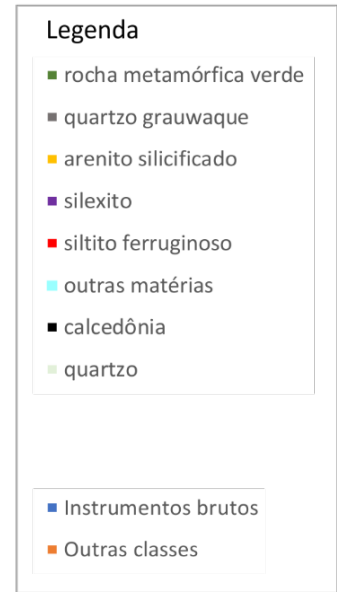 Legenda
rocha metamórfica verde
quartzo grauwaque
arenito silicificado
silexito
siltito ferruginoso
outras matérias
calcedônia
quartzo
Instrumentos brutos
Outras classes